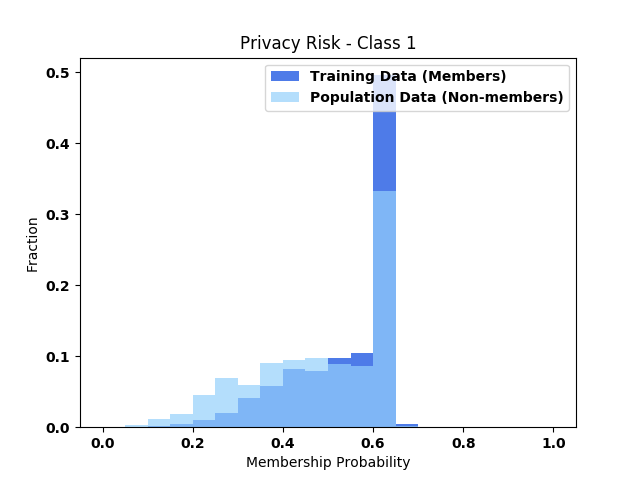 Privacy Risk - Class 1
Training Data (Members)
Population Data (Non-members)
0.5
0.4
0.3
0.2
0.1
0.0
Fraction
0.0 0.2 0.4 0.6 0.8 1.0
Membership Probability